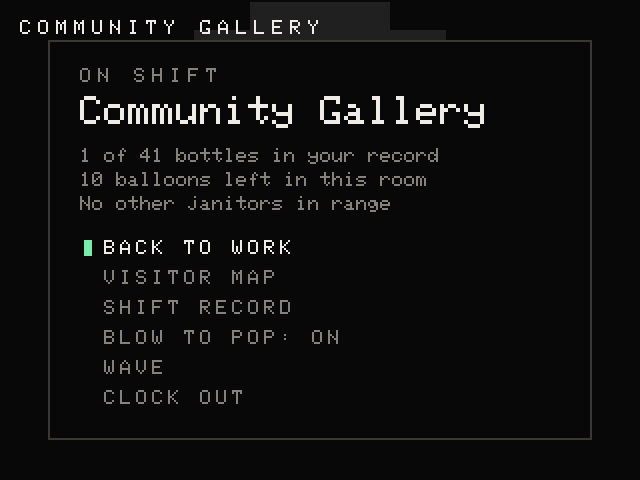 COMMUNITY GALLERY
ON SHIFT
Community Gallery
1 of 41 bottles in your record
10 balloons left in this room
No other Janitors in range
BACK TO WORK
VISITOR MAP
SHIFT RECORD
BLOW TO POP: ON
WAVE
CLOCK OUT